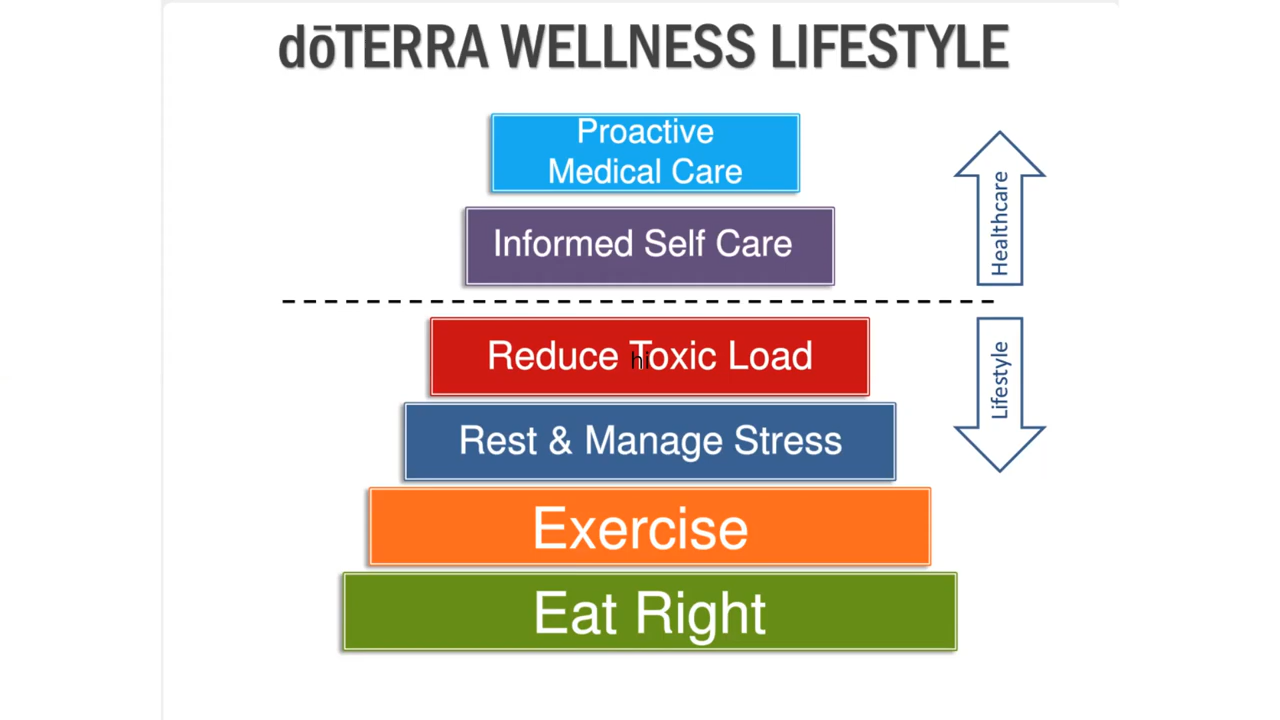 dōTERRA WELLNESS LIFESTYLE
Proactive
Medical Care
Informed Self Care
Healthcare
Reduce Toxic Load
hi
Lifestyle
Rest & Manage Stress
Exercise
Eat Right